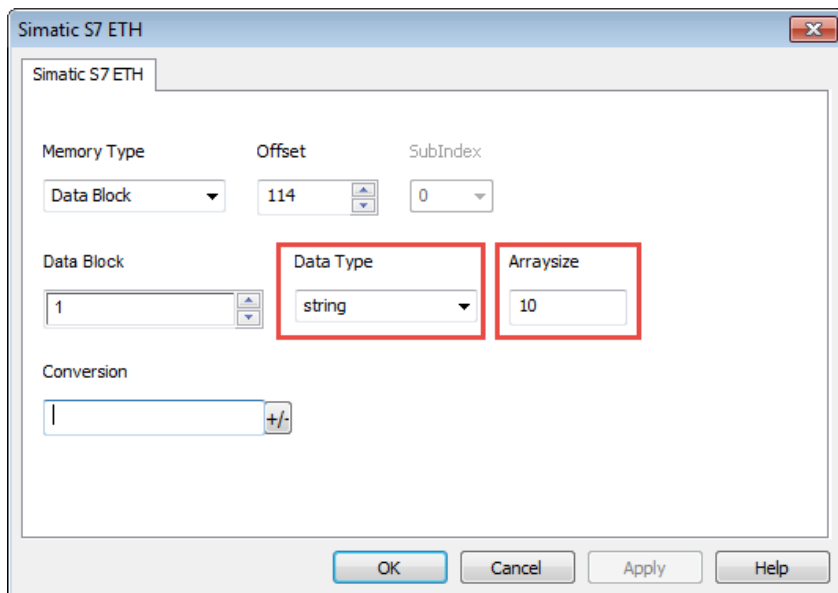 Simatic S7 ETH
Simatic S7 ETH
Memory Type Offset SubIndex
Data Block 114 0
Data Block Data Type Arraysize
1 string 10
Conversion
+/-
OK Cancel Apply Help